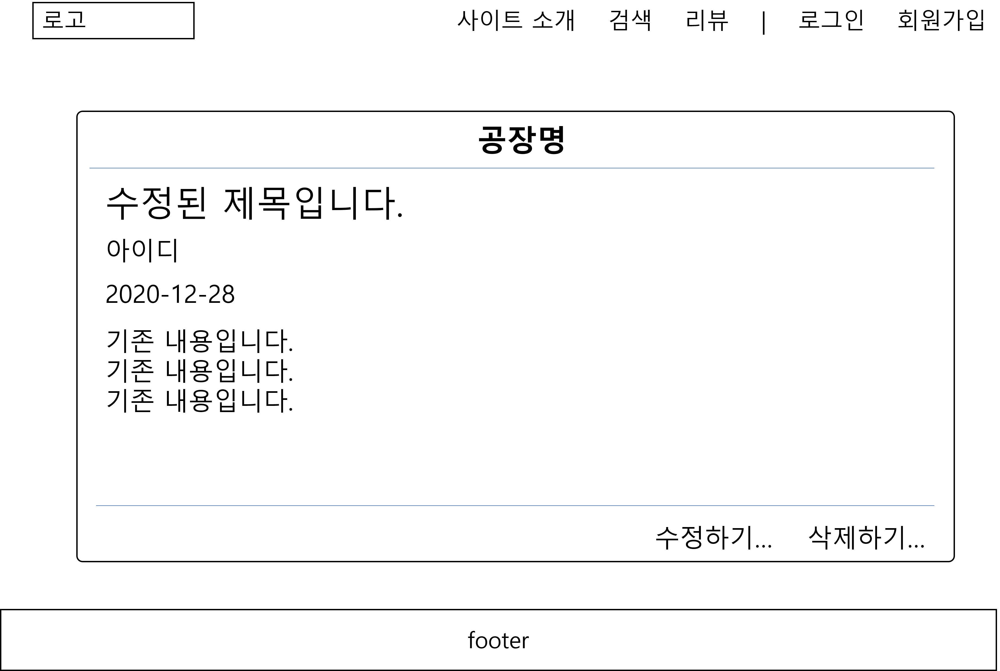 로고
사이트 소개 검색 리뷰 | 로그인 회원가입
공장명
수정된 제목입니다.
아이디
2020-12-28
기존 내용입니다.
기존 내용입니다.
기존 내용입니다.
수정하기... 삭제하기...
footer